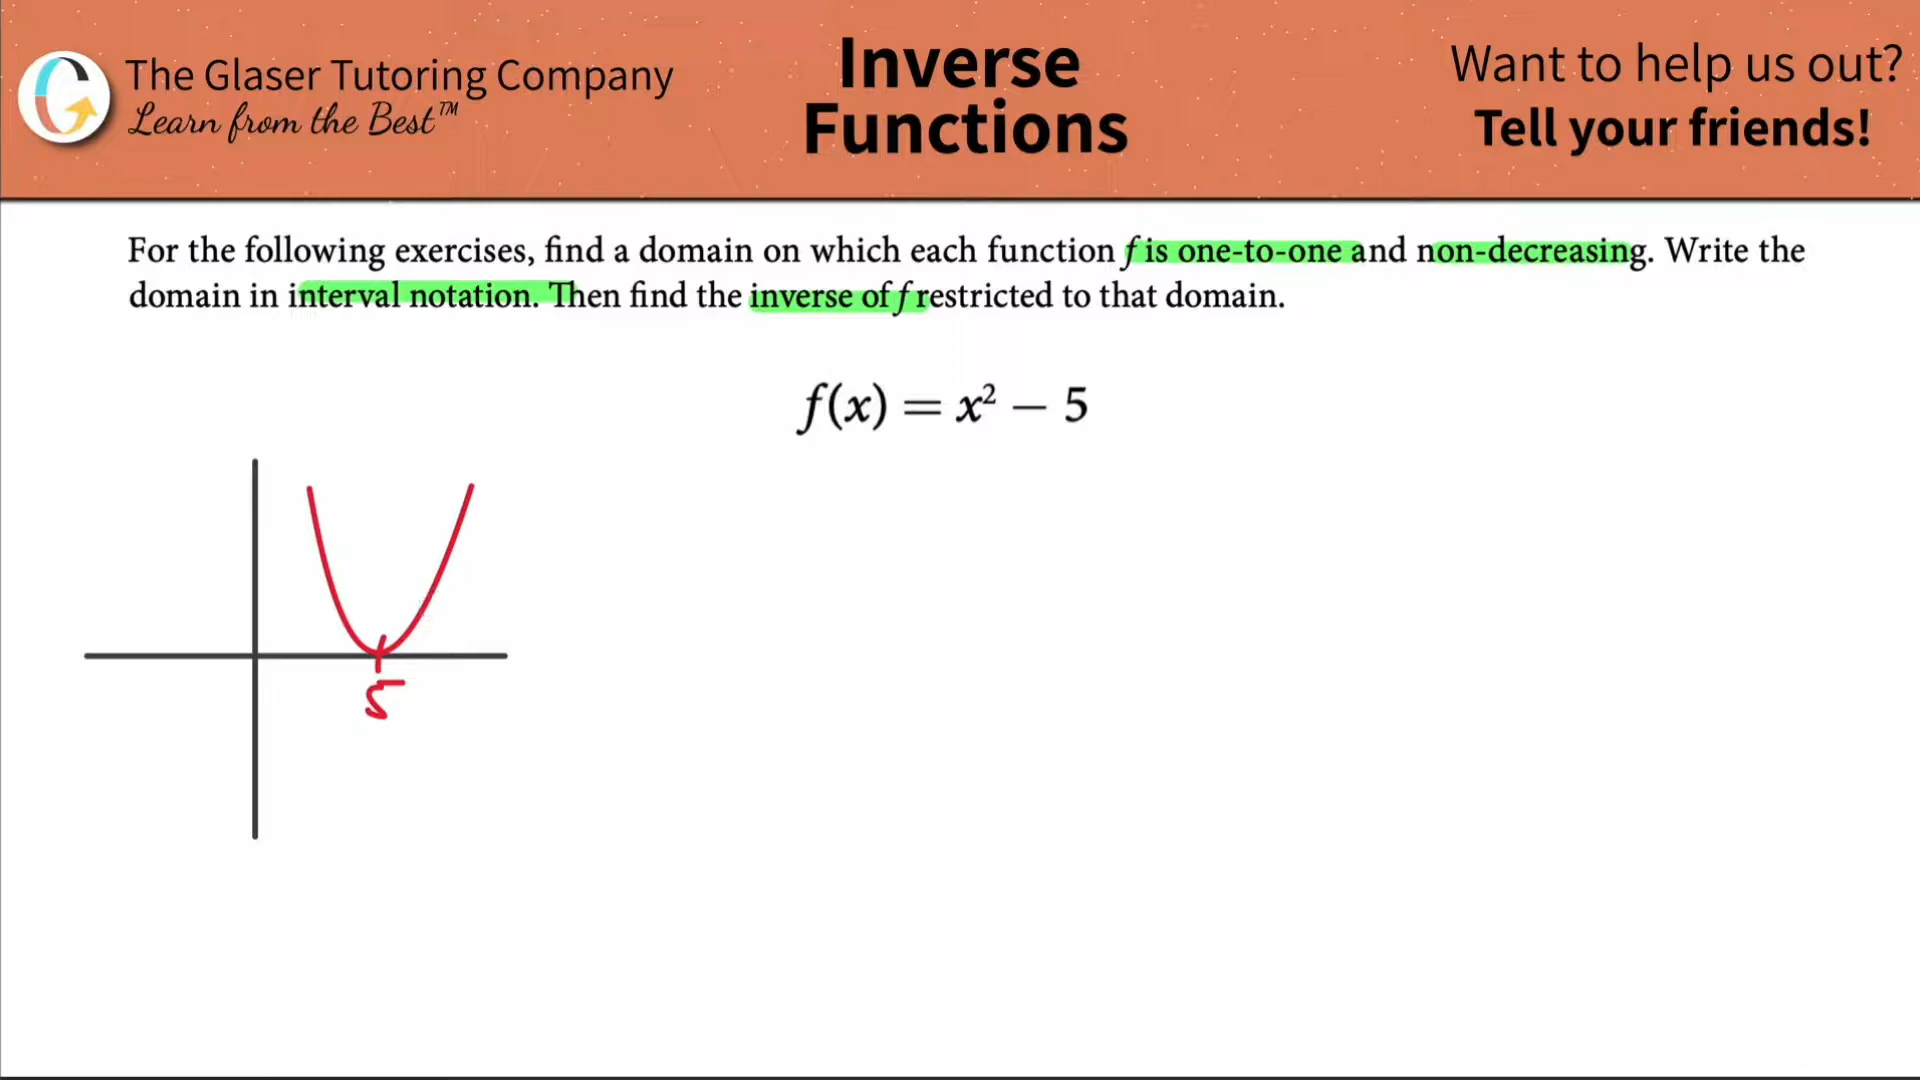 The Glaser Tutoring Company
Learn from the Best™
Inverse
Functions
Want to help us out?
Tell your friends!
For the following exercises, find a domain on which each function f is one-to-one and non-decreasing. Write the
domain in interval notation. Then find the inverse of f restricted to that domain.
f(x) = x² − 5
5